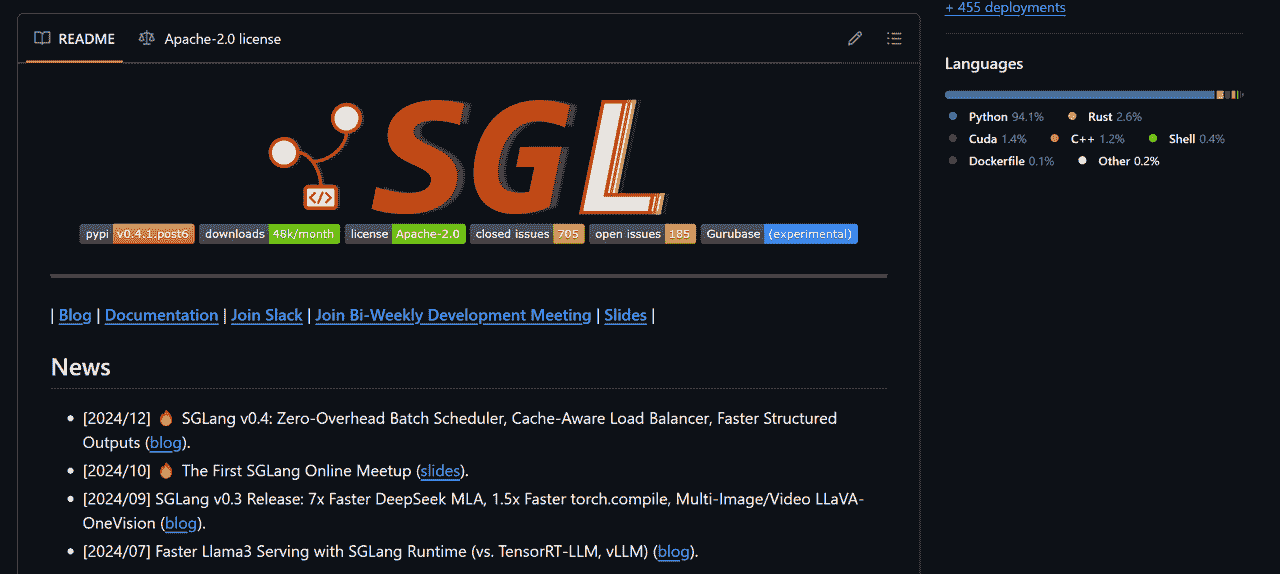 README Apache-2.0 license
SGL
pypi v0.4.1.post6 downloads 48k/month license Apache-2.0 closed issues 705 open issues 185 Gurubase (experimental)
| Blog | Documentation | Join Slack | Join Bi-Weekly Development Meeting | Slides |
News
[2024/12] 🔥 SGLang v0.4: Zero-Overhead Batch Scheduler, Cache-Aware Load Balancer, Faster Structured
Outputs (blog).
[2024/10] 🔥 The First SGLang Online Meetup (slides).
[2024/09] SGLang v0.3 Release: 7x Faster DeepSeek MLA, 1.5x Faster torch.compile, Multi-Image/Video LLaVA-
OneVision (blog).
[2024/07] Faster Llama3 Serving with SGLang Runtime (vs. TensorRT-LLM, vLLM) (blog).
+ 455 deployments
Languages
Python 94.1% Rust 2.6%
Cuda 1.4% C++ 1.2% Shell 0.4%
Dockerfile 0.1% Other 0.2%